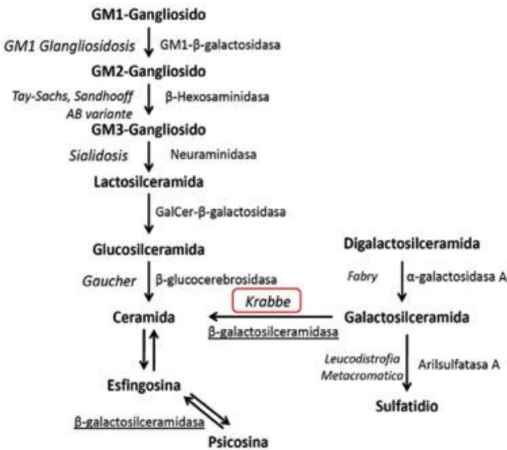 GM1-Gangliosido
GM1 Glangliosidosis GM1-β-galactosidasa
GM2-Gangliosido
Tay-Sachs, Sandhooff β-Hexosaminidasa
AB variante
GM3-Gangliosido
Sialidosis Neuraminidasa
Lactosilceramida
GalCer-β-galactosidasa
Glucosilceramida
Gaucher β-glucocerebrosidasa
Ceramida
Esfingosina
β-galactosilceramidasa
Psicosina
Krabbe
β-galactosilceramidasa
Digalactosilceramida
Fabry α-galactosidasa A
Galactosilceramida
Leucodistrofia Arilsulfatasa A
Metacromatica
Sulfatidio